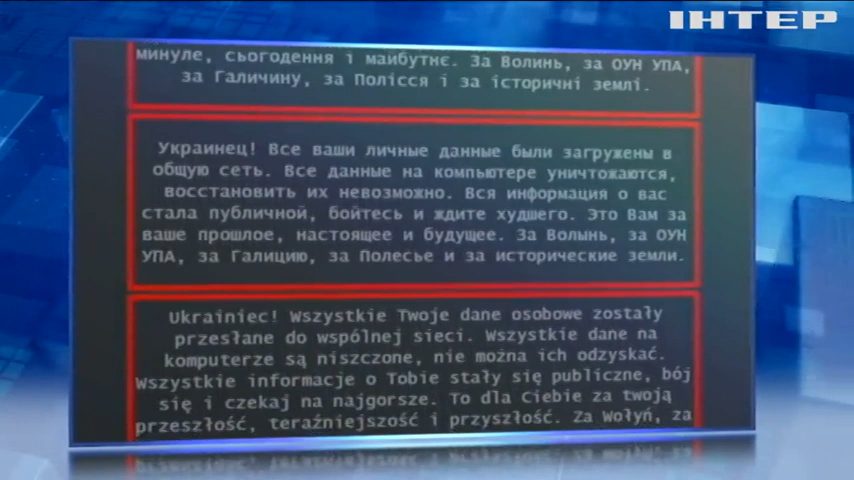 ІНТЕР
минуле, сьогодення і майбутнє. За Волинь, за ОУН УПА,
за Галичину, за Полісся і за історичні землі.
Украинец! Все ваши личные данные были загружены в
общую сеть. Все данные на компьютере уничтожаются,
восстановить их невозможно. Вся информация о вас
стала публичной, бойтесь и ждите худшего. Это Вам за
ваше прошлое, настоящее и будущее. За Волынь, за ОУН
УПА, за Галицию, за Полесье и за исторические земли.
Ukrainiec! Wszystkie Twoje dane osobowe zostały
przesłane do wspólnej sieci. Wszystkie dane na
komputerze są niszczone, nie można ich odzyskać.
Wszystkie informacje o Tobie stały się publiczne, bój
się i czekaj na najgorsze. To dla Ciebie za twoją
przeszłość, teraźniejszość i przyszłość. Za Wołyń, za